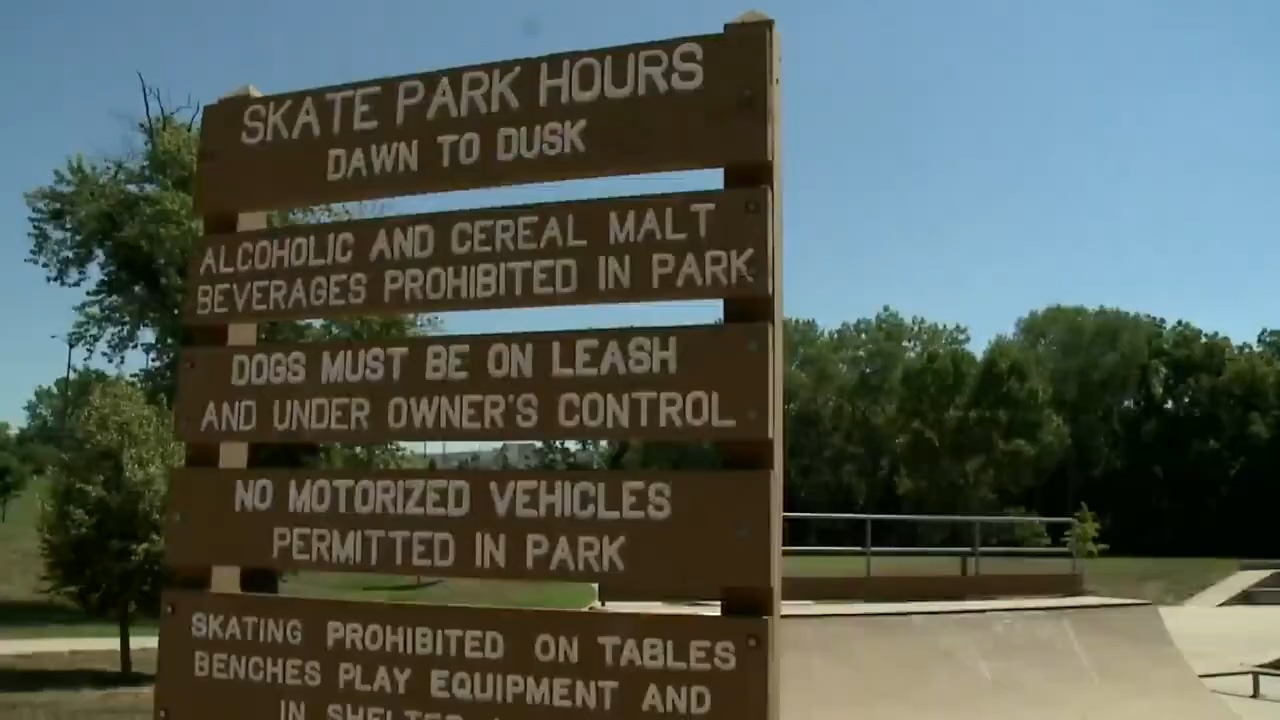 SKATE PARK HOURS
DAWN TO DUSK
ALCOHOLIC AND CEREAL MALT
BEVERAGES PROHIBITED IN PARK
DOGS MUST BE ON LEASH
AND UNDER OWNER'S CONTROL
NO MOTORIZED VEHICLES
PERMITTED IN PARK
SKATING PROHIBITED ON TABLES
BENCHES PLAY EQUIPMENT AND
IN SHELTER